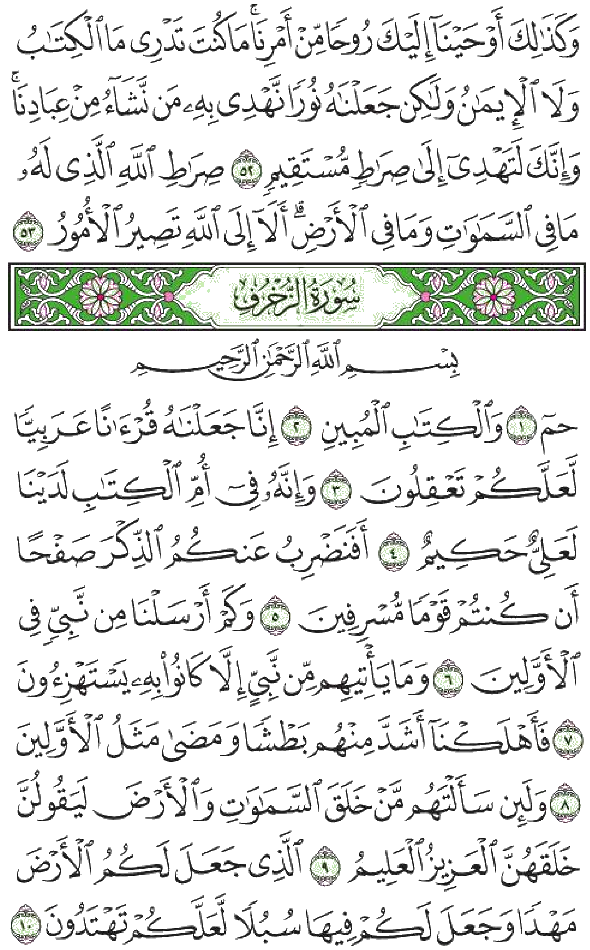 وَكَذَٰلِكَ أَوْحَيْنَآ إِلَيْكَ رُوحًا مِّنْ أَمْرِنَا ۚ مَا كُنتَ تَدْرِى مَا ٱلْكِتَٰبُ
وَلَا ٱلْإِيمَٰنُ وَلَٰكِن جَعَلْنَٰهُ نُورًا نَّهْدِى بِهِۦ مَن نَّشَآءُ مِنْ عِبَادِنَا ۚ
وَإِنَّكَ لَتَهْدِىٓ إِلَىٰ صِرَٰطٍ مُّسْتَقِيمٍ ٥٢ صِرَٰطِ ٱللَّهِ ٱلَّذِى لَهُۥ
مَا فِى ٱلسَّمَٰوَٰتِ وَمَا فِى ٱلْأَرْضِ ۗ أَلَآ إِلَى ٱللَّهِ تَصِيرُ ٱلْأُمُورُ ٥٣
سُورَةُ الزُّخْرُفِ
بِسْمِ ٱللَّهِ ٱلرَّحْمَٰنِ ٱلرَّحِيمِ
حمٓ ١ وَٱلْكِتَٰبِ ٱلْمُبِينِ ٢ إِنَّا جَعَلْنَٰهُ قُرْءَٰنًا عَرَبِيًّا
لَّعَلَّكُمْ تَعْقِلُونَ ٣ وَإِنَّهُۥ فِىٓ أُمِّ ٱلْكِتَٰبِ لَدَيْنَا
لَعَلِىٌّ حَكِيمٌ ٤ أَفَنَضْرِبُ عَنكُمُ ٱلذِّكْرَ صَفْحًا
أَن كُنتُمْ قَوْمًا مُّسْرِفِينَ ٥ وَكَمْ أَرْسَلْنَا مِن نَّبِىٍّ فِى
ٱلْأَوَّلِينَ ٦ وَمَا يَأْتِيهِم مِّن نَّبِىٍّ إِلَّا كَانُوا۟ بِهِۦ يَسْتَهْزِءُونَ
٧ فَأَهْلَكْنَآ أَشَدَّ مِنْهُم بَطْشًا وَمَضَىٰ مَثَلُ ٱلْأَوَّلِينَ
٨ وَلَئِن سَأَلْتَهُم مَّنْ خَلَقَ ٱلسَّمَٰوَٰتِ وَٱلْأَرْضَ لَيَقُولُنَّ
خَلَقَهُنَّ ٱلْعَزِيزُ ٱلْعَلِيمُ ٩ ٱلَّذِى جَعَلَ لَكُمُ ٱلْأَرْضَ
مَهْدًا وَجَعَلَ لَكُمْ فِيهَا سُبُلًا لَّعَلَّكُمْ تَهْتَدُونَ ١٠